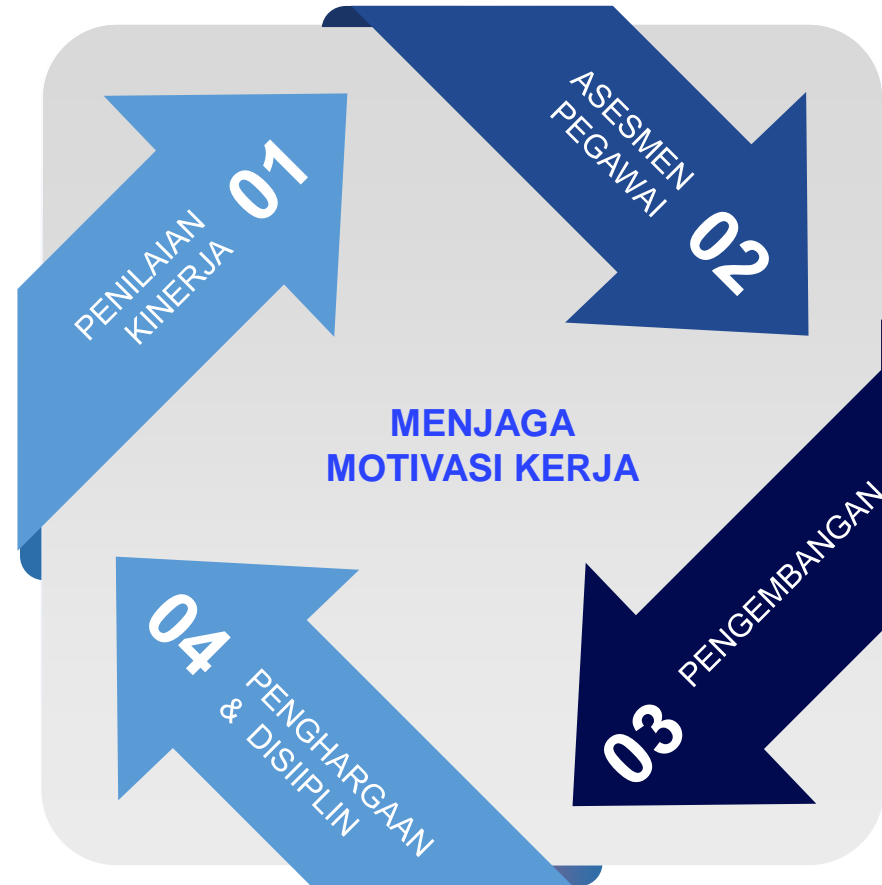 PENILAIAN
KINERJA
01
ASESMEN
PEGAWAI
02
MENJAGA
MOTIVASI KERJA
PENGEMBANGAN
03
04
PENGHARGAAN
& DISIIPLIN